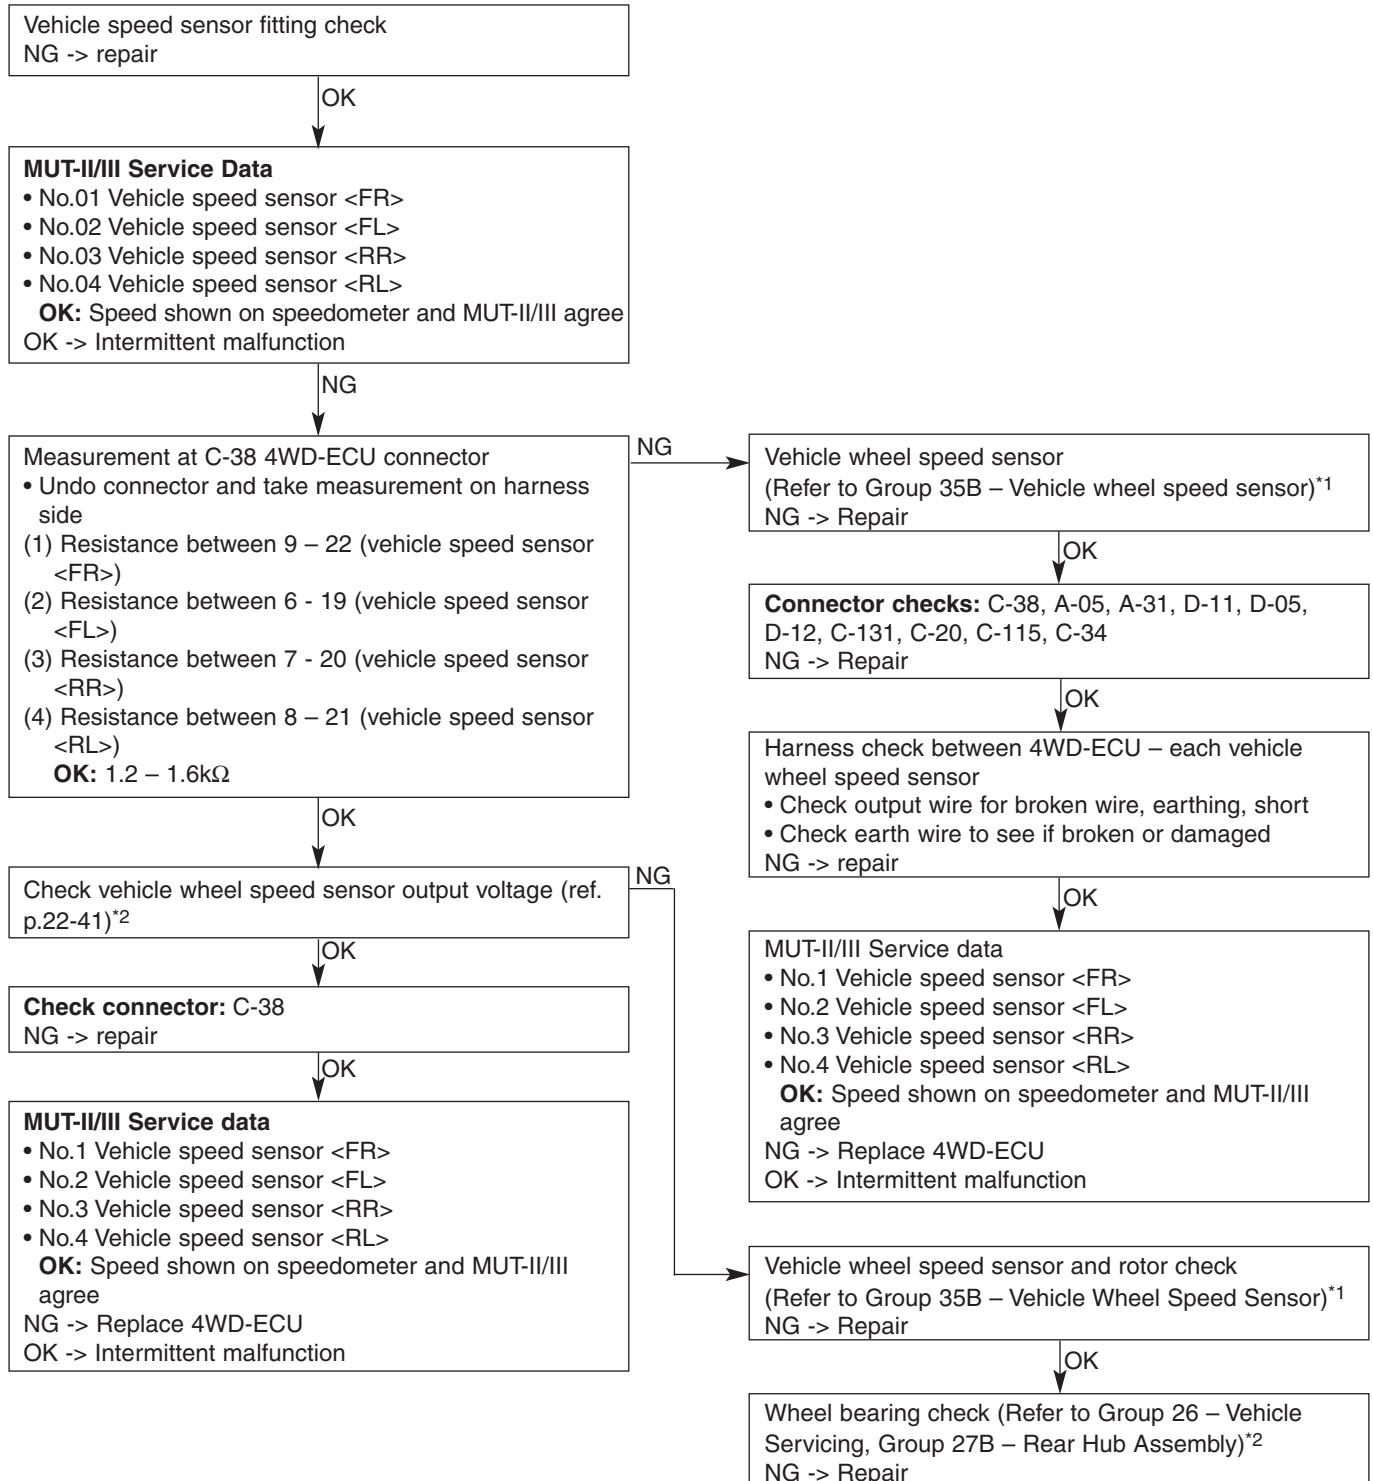 Vehicle speed sensor fitting check
NG -> repair
OK
MUT-II/III Service Data
• No.01 Vehicle speed sensor <FR>
• No.02 Vehicle speed sensor <FL>
• No.03 Vehicle speed sensor <RR>
• No.04 Vehicle speed sensor <RL>
OK: Speed shown on speedometer and MUT-II/III agree
OK -> Intermittent malfunction
NG
Measurement at C-38 4WD-ECU connector
• Undo connector and take measurement on harness
side
(1) Resistance between 9 – 22 (vehicle speed sensor
<FR>)
(2) Resistance between 6 - 19 (vehicle speed sensor
<FL>)
(3) Resistance between 7 - 20 (vehicle speed sensor
<RR>)
(4) Resistance between 8 – 21 (vehicle speed sensor
<RL>)
OK: 1.2 – 1.6kΩ
OK
Check vehicle wheel speed sensor output voltage (ref.
p.22-41)*2
OK
Check connector: C-38
NG -> repair
OK
MUT-II/III Service data
• No.1 Vehicle speed sensor <FR>
• No.2 Vehicle speed sensor <FL>
• No.3 Vehicle speed sensor <RR>
• No.4 Vehicle speed sensor <RL>
OK: Speed shown on speedometer and MUT-II/III
agree
NG -> Replace 4WD-ECU
OK -> Intermittent malfunction
NG
Vehicle wheel speed sensor
(Refer to Group 35B – Vehicle wheel speed sensor)*1
NG -> Repair
OK
Connector checks: C-38, A-05, A-31, D-11, D-05,
D-12, C-131, C-20, C-115, C-34
NG -> Repair
OK
Harness check between 4WD-ECU – each vehicle
wheel speed sensor
• Check output wire for broken wire, earthing, short
• Check earth wire to see if broken or damaged
NG -> repair
OK
MUT-II/III Service data
• No.1 Vehicle speed sensor <FR>
• No.2 Vehicle speed sensor <FL>
• No.3 Vehicle speed sensor <RR>
• No.4 Vehicle speed sensor <RL>
OK: Speed shown on speedometer and MUT-II/III
agree
NG -> Replace 4WD-ECU
OK -> Intermittent malfunction
NG
Vehicle wheel speed sensor and rotor check
(Refer to Group 35B – Vehicle Wheel Speed Sensor)*1
NG -> Repair
OK
Wheel bearing check (Refer to Group 26 – Vehicle
Servicing, Group 27B – Rear Hub Assembly)*2
NG -> Repair